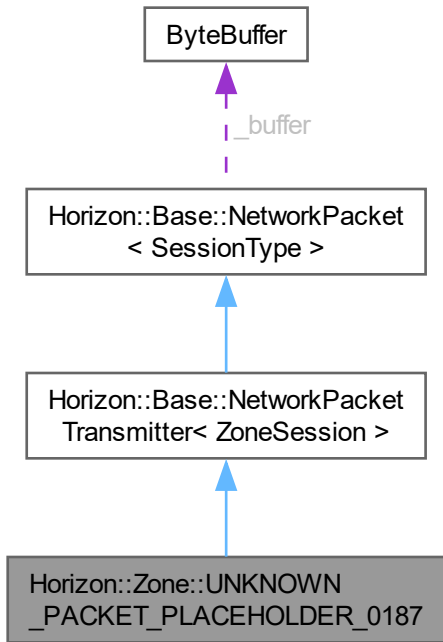 ByteBuffer
_buffer
Horizon::Base::NetworkPacket
< SessionType >
Horizon::Base::NetworkPacket
Transmitter< ZoneSession >
Horizon::Zone::UNKNOWN
_PACKET_PLACEHOLDER_0187